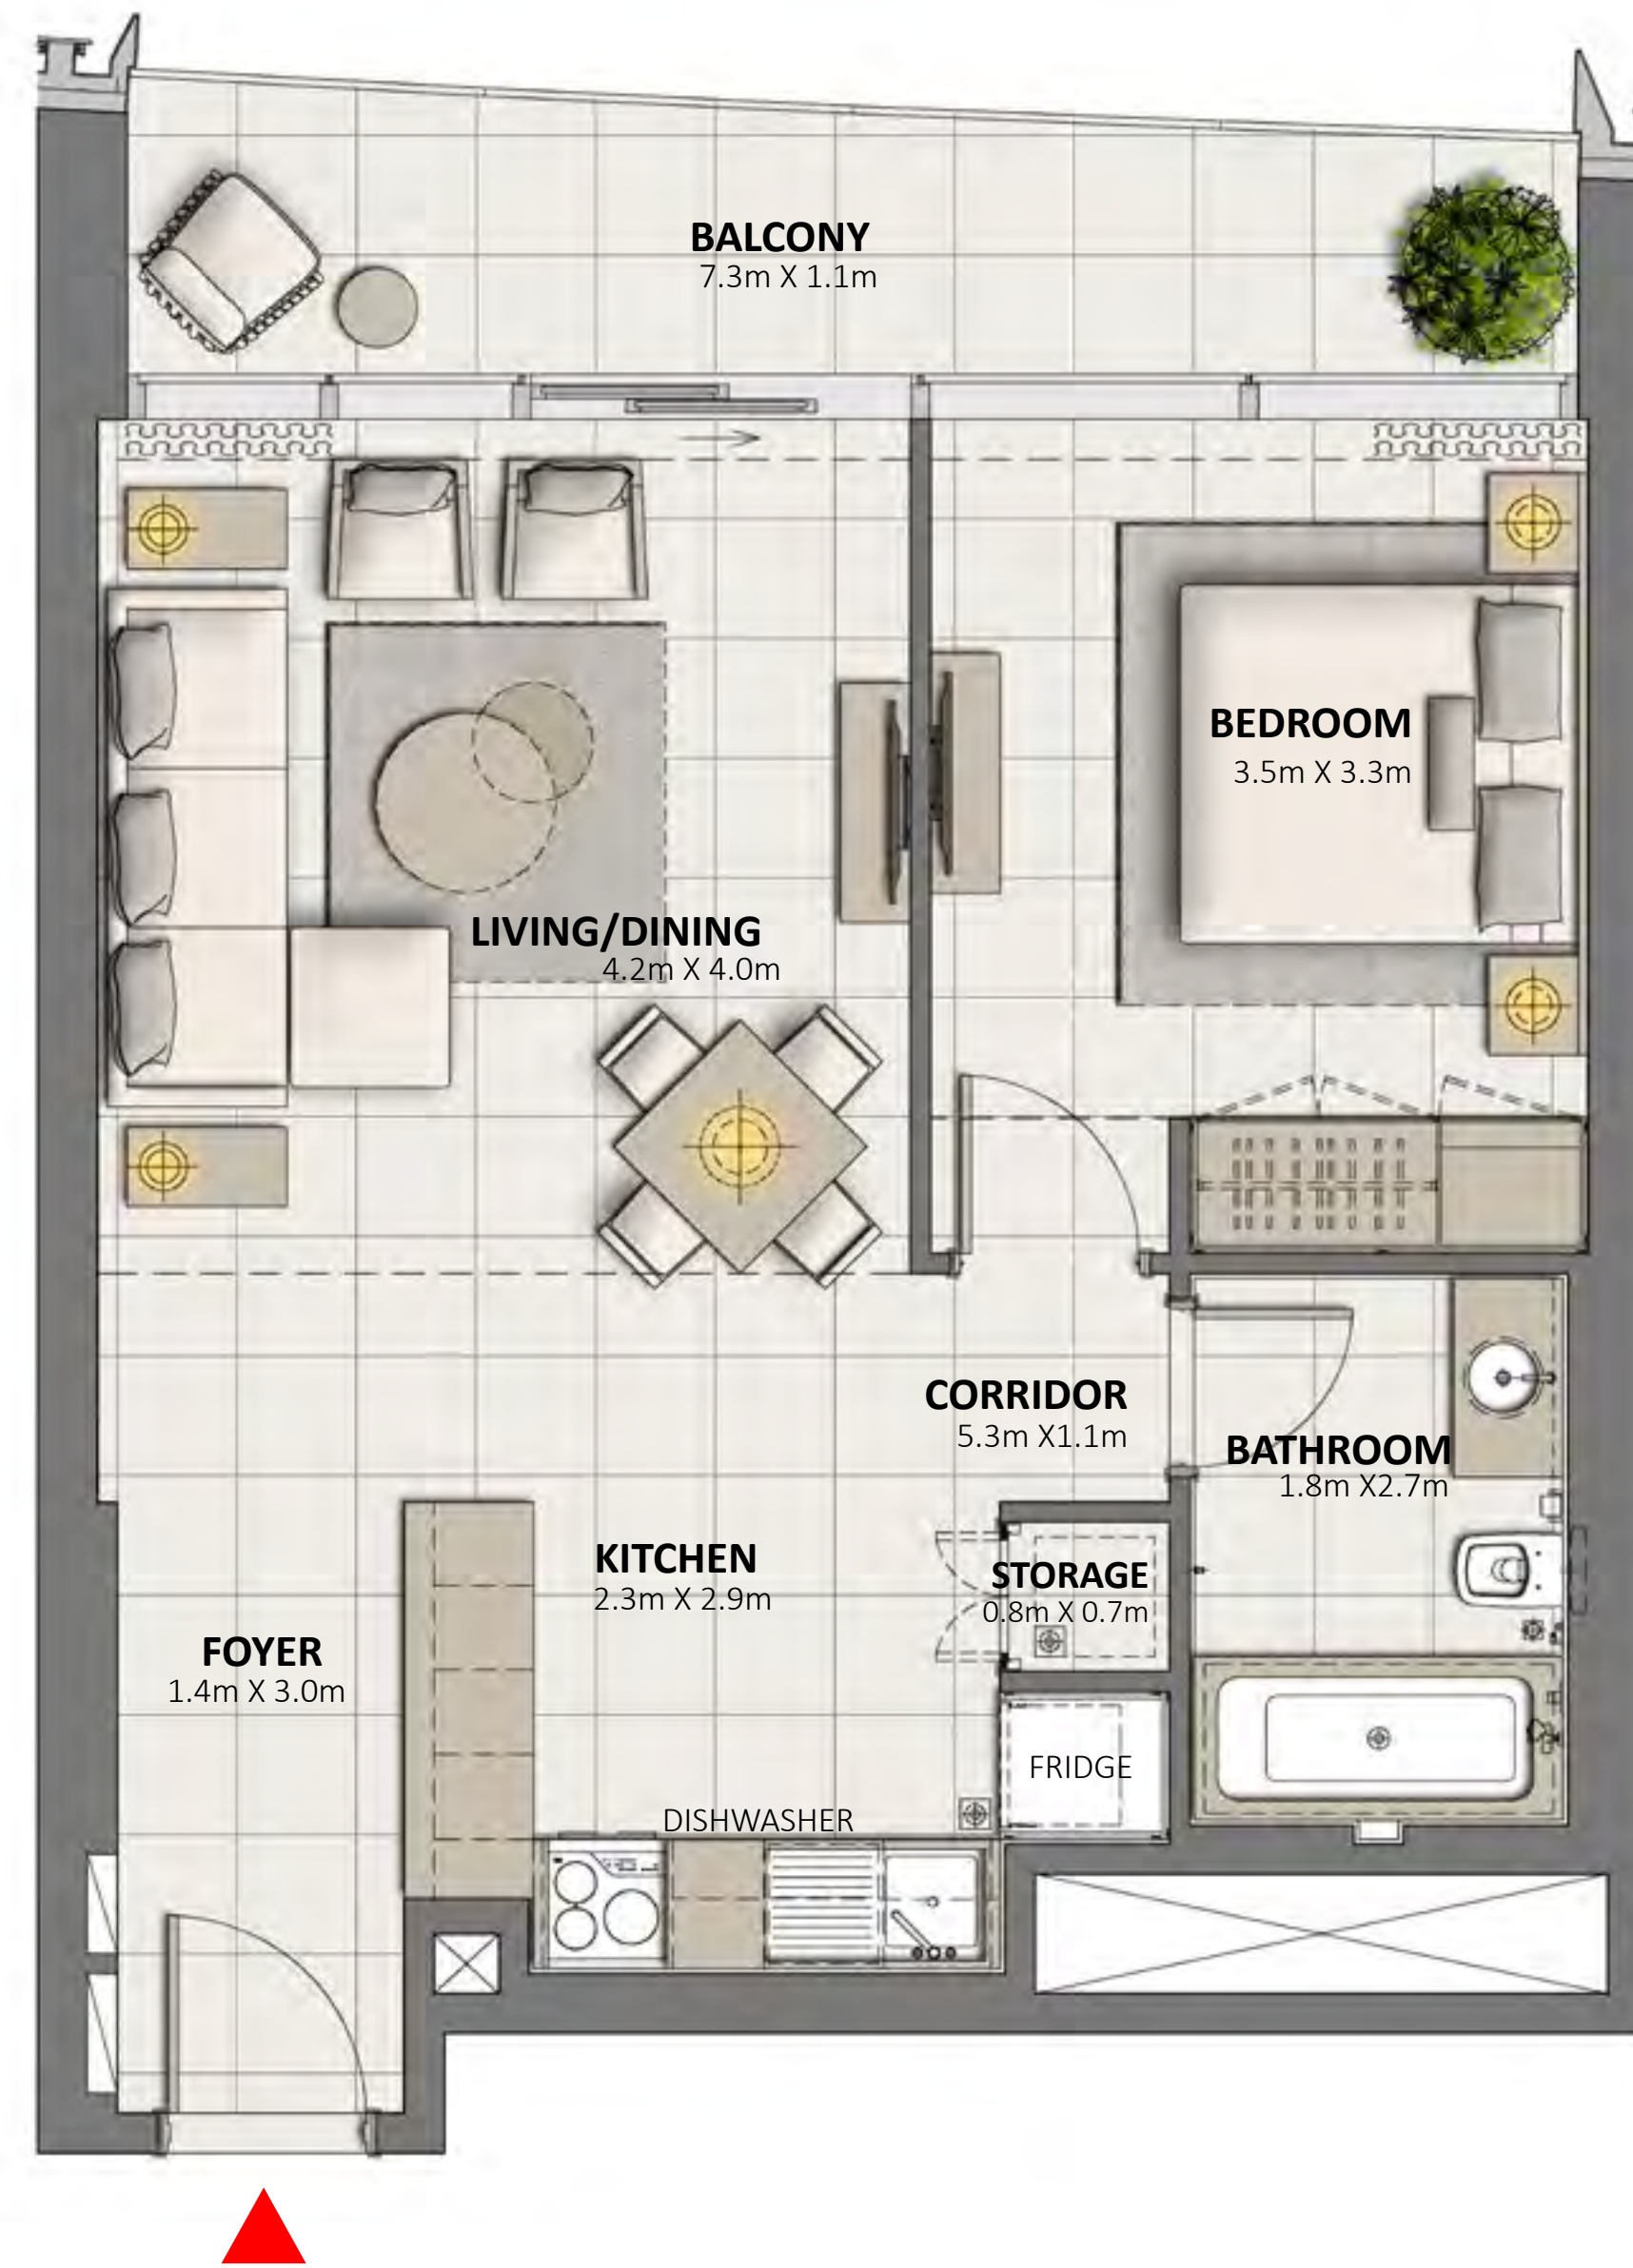 BALCONY
7.3m X 1.1m
BEDROOM
3.5m X 3.3m
LIVING/DINING
4.2m X 4.0m
CORRIDOR
5.3m X1.1m
BATHROOM
1.8m X2.7m
KITCHEN
2.3m X 2.9m
STORAGE
0.8m X 0.7m
FOYER
1.4m X 3.0m
FRIDGE
DISHWASHER